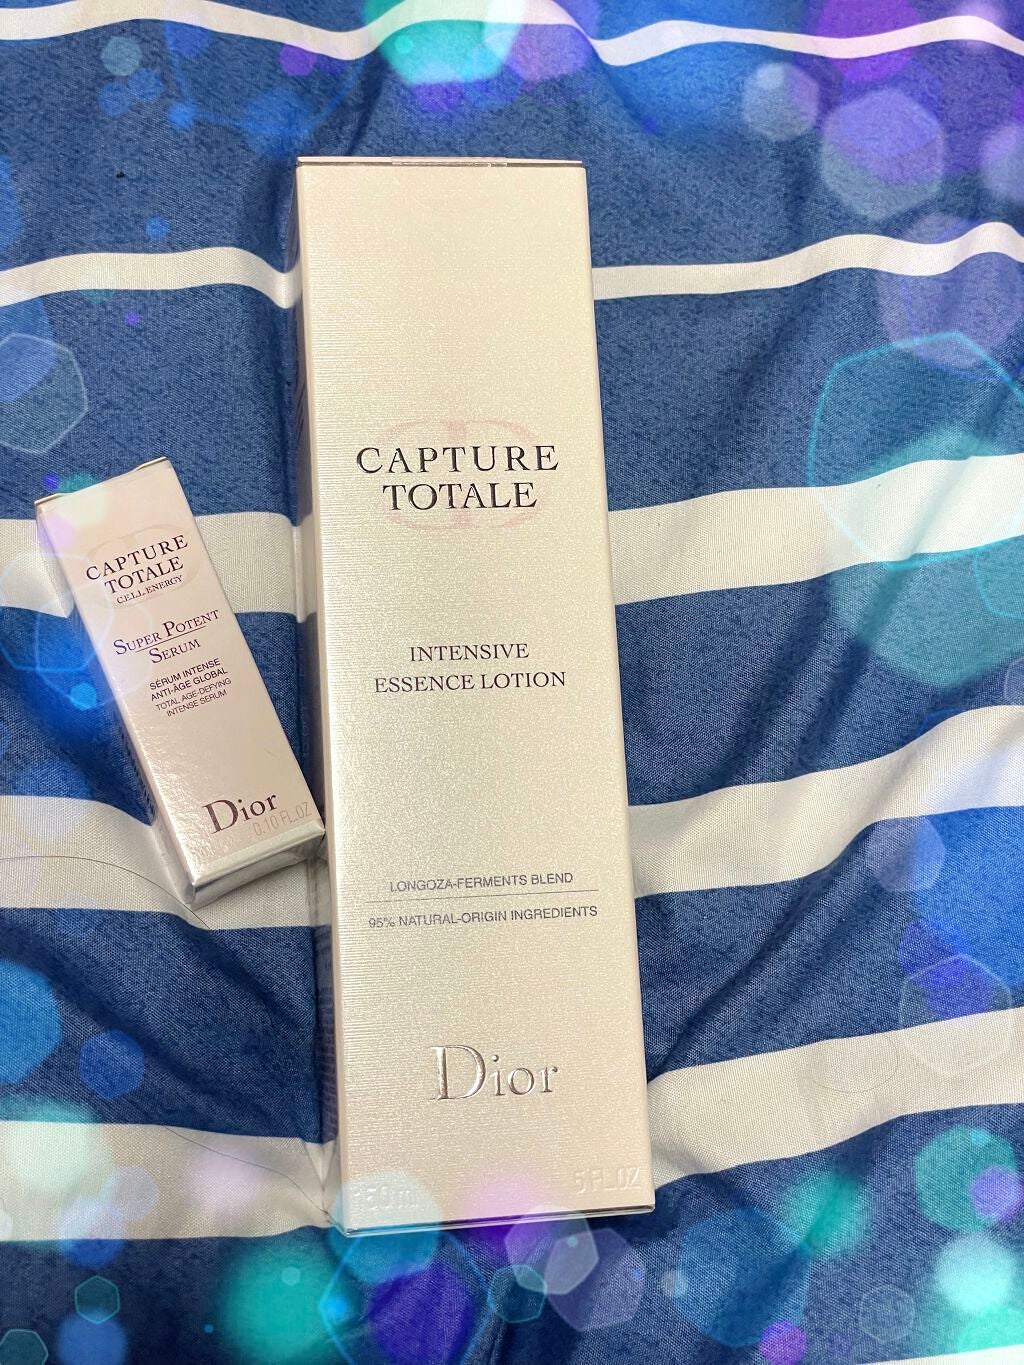 CAPTURE
TOTALE
CELL ENERGY
SUPER POTENT
SERUM
SÉRUM INTENSE
ANTI-ÂGE GLOBAL
TOTAL AGE-DEFYING
INTENSE SERUM
Dior
0.10 FL.OZ
CAPTURE
TOTALE
INTENSIVE
ESSENCE LOTION
LONGOZA-FERMENTS BLEND
95% NATURAL-ORIGIN INGREDIENTS
Dior
150 ml 5 FL.OZ